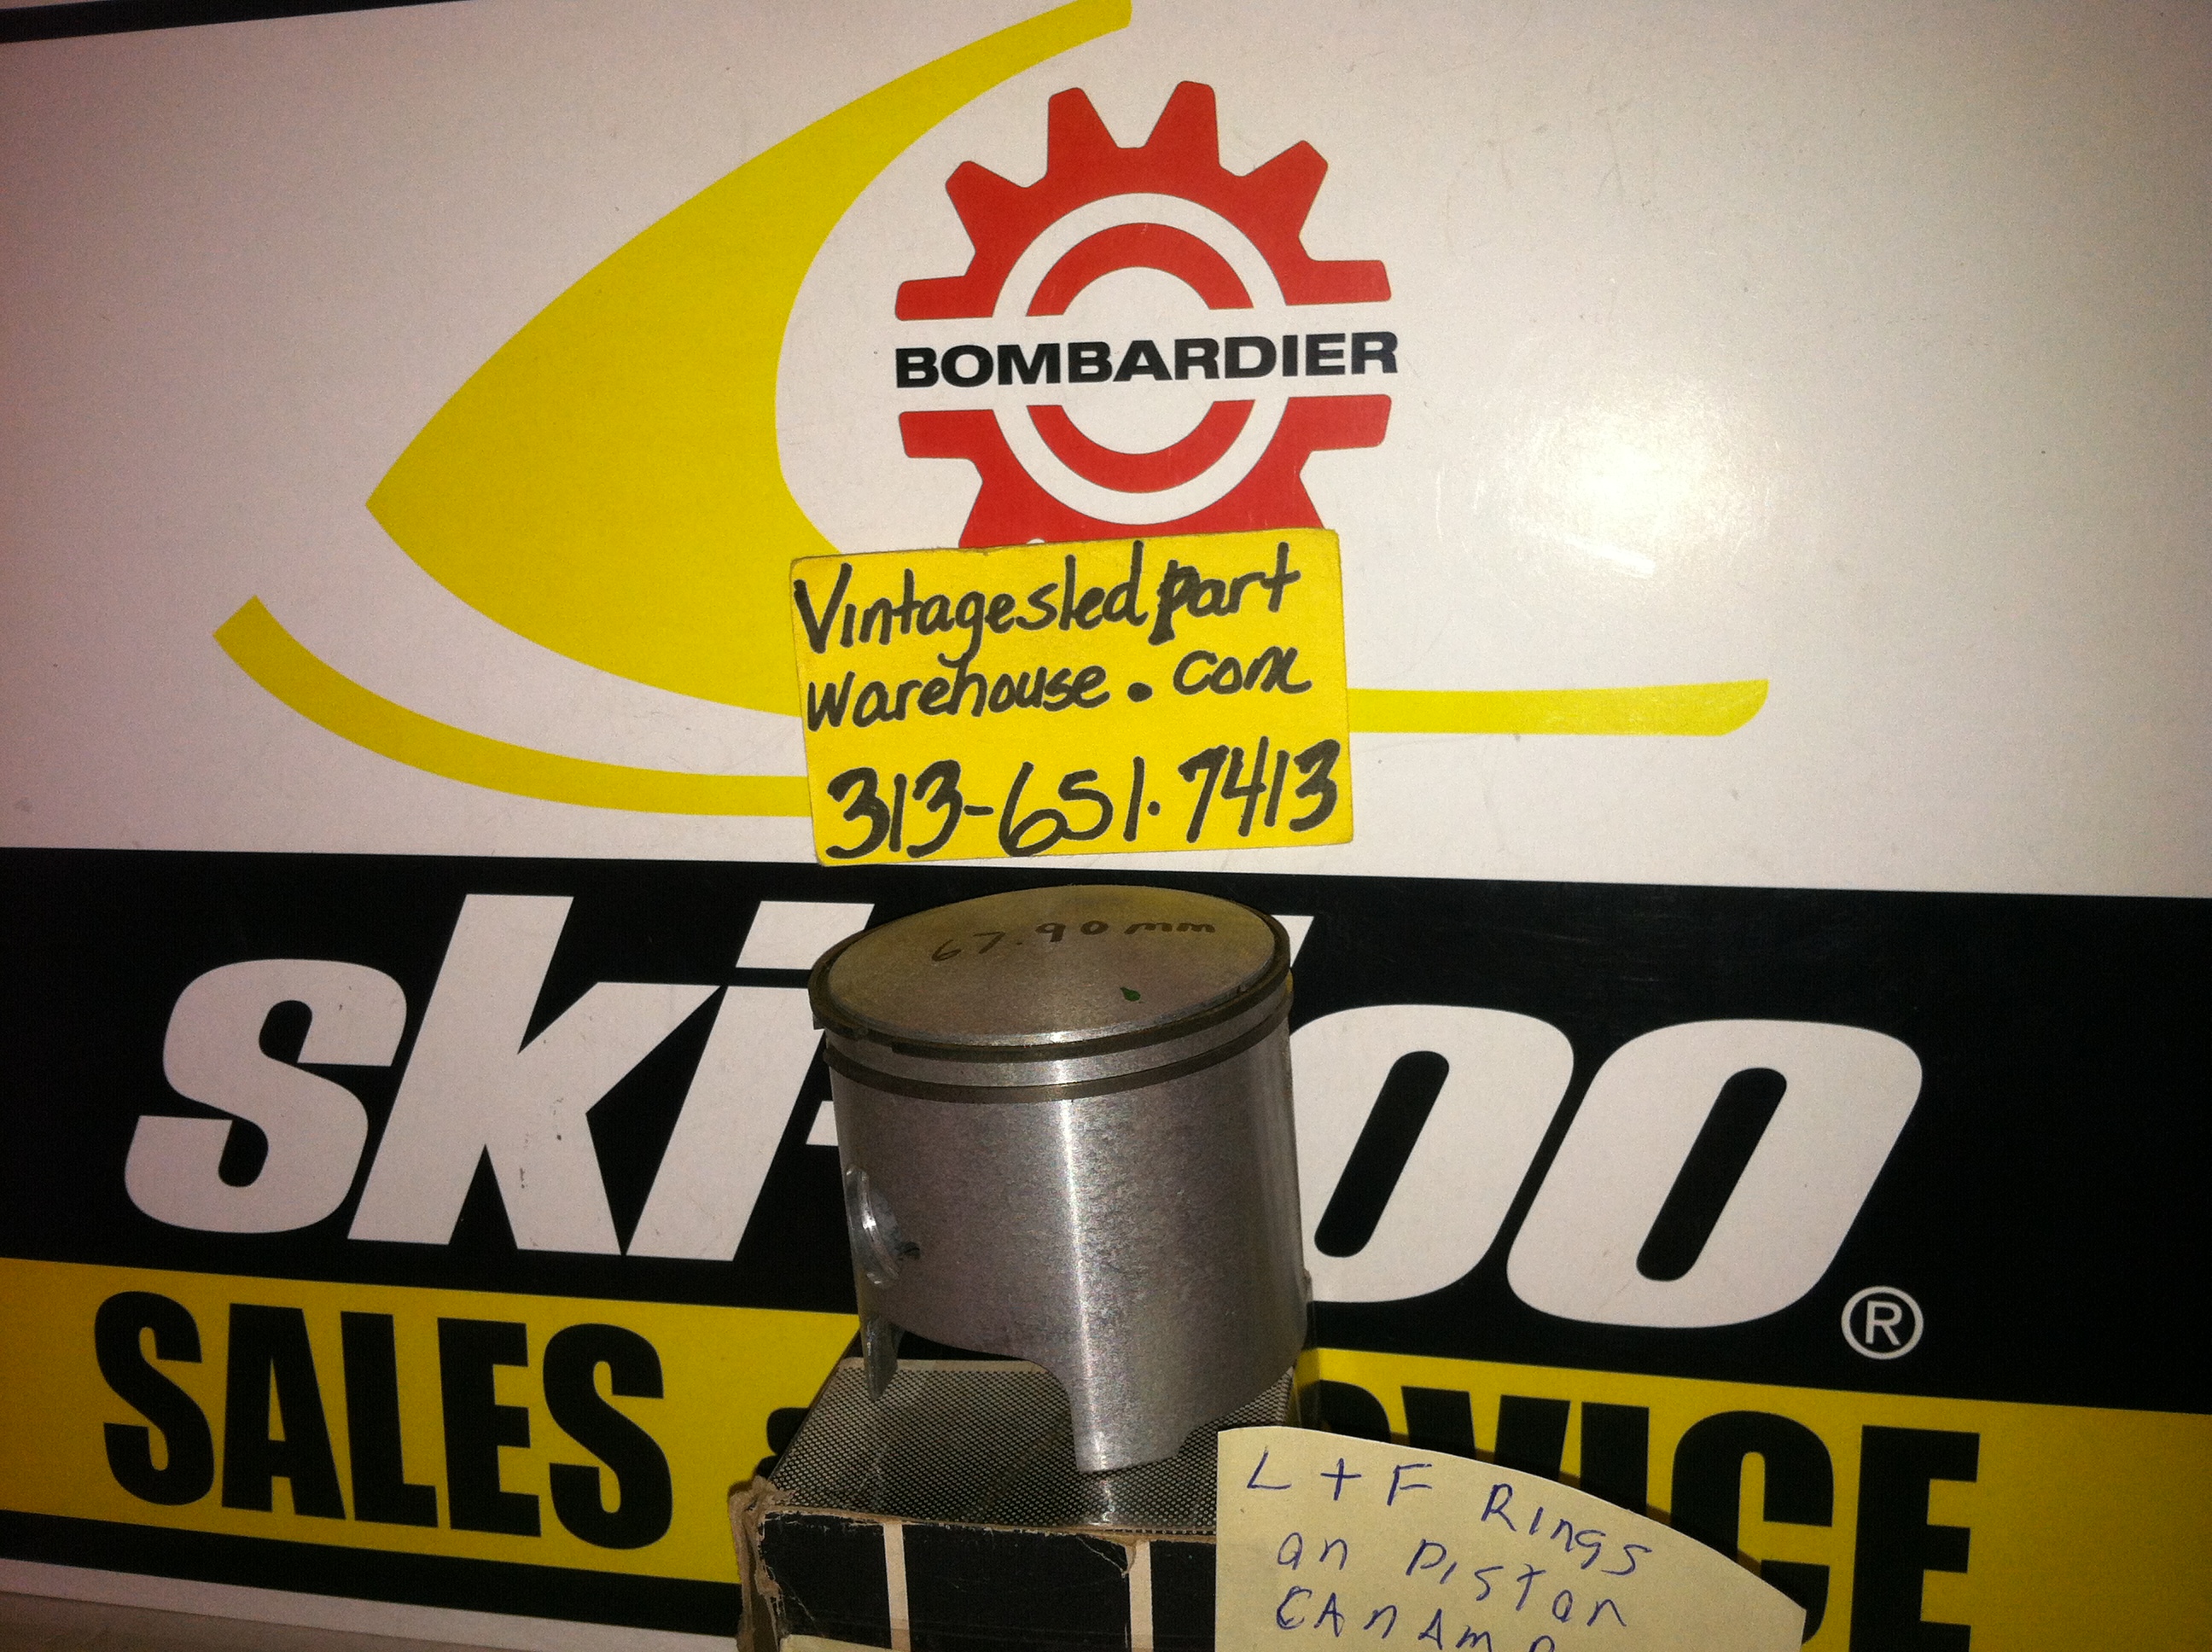 BOMBARDIER
Vintagesledpart
warehouse.com
313-651.7413
67.90mm
ski-doo®
SALES
L+F Rings
an piston
CAnAm